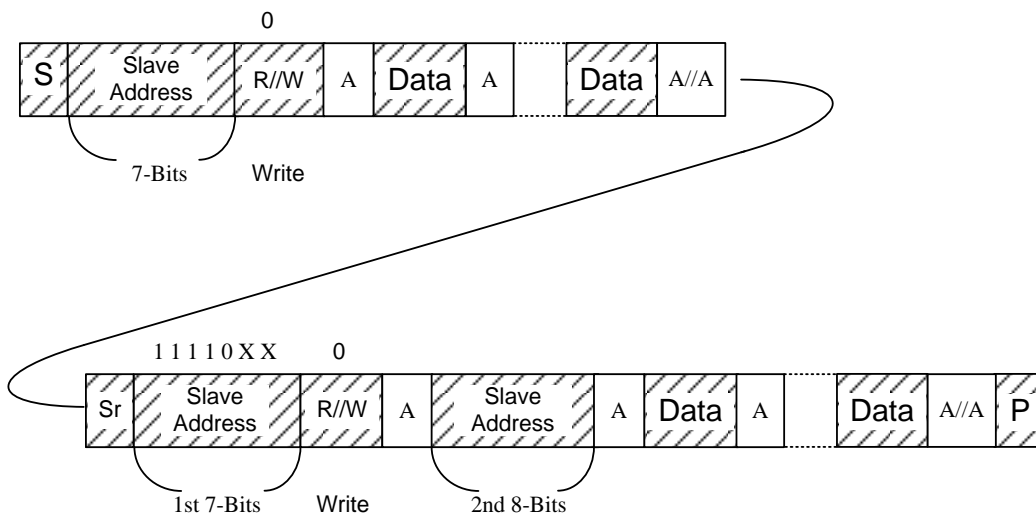 0
S Slave Address R//W A Data A Data A//A
7-Bits Write
1 1 1 1 0 X X 0
Sr Slave Address R//W A Slave Address A Data A Data A//A P
1st 7-Bits Write 2nd 8-Bits